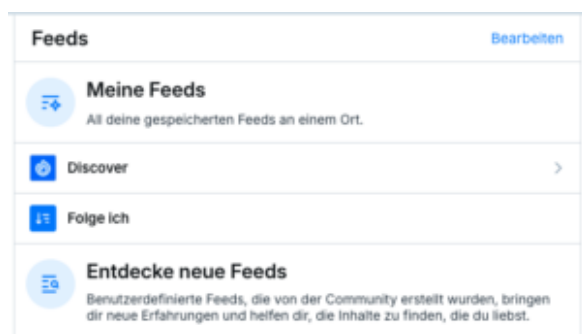 Feeds
Bearbeiten
Meine Feeds
All deine gespeicherten Feeds an einem Ort.
Discover
Folge ich
Entdecke neue Feeds
Benutzerdefinierte Feeds, die von der Community erstellt wurden, bringen
dir neue Erfahrungen und helfen dir, die Inhalte zu finden, die du liebst.